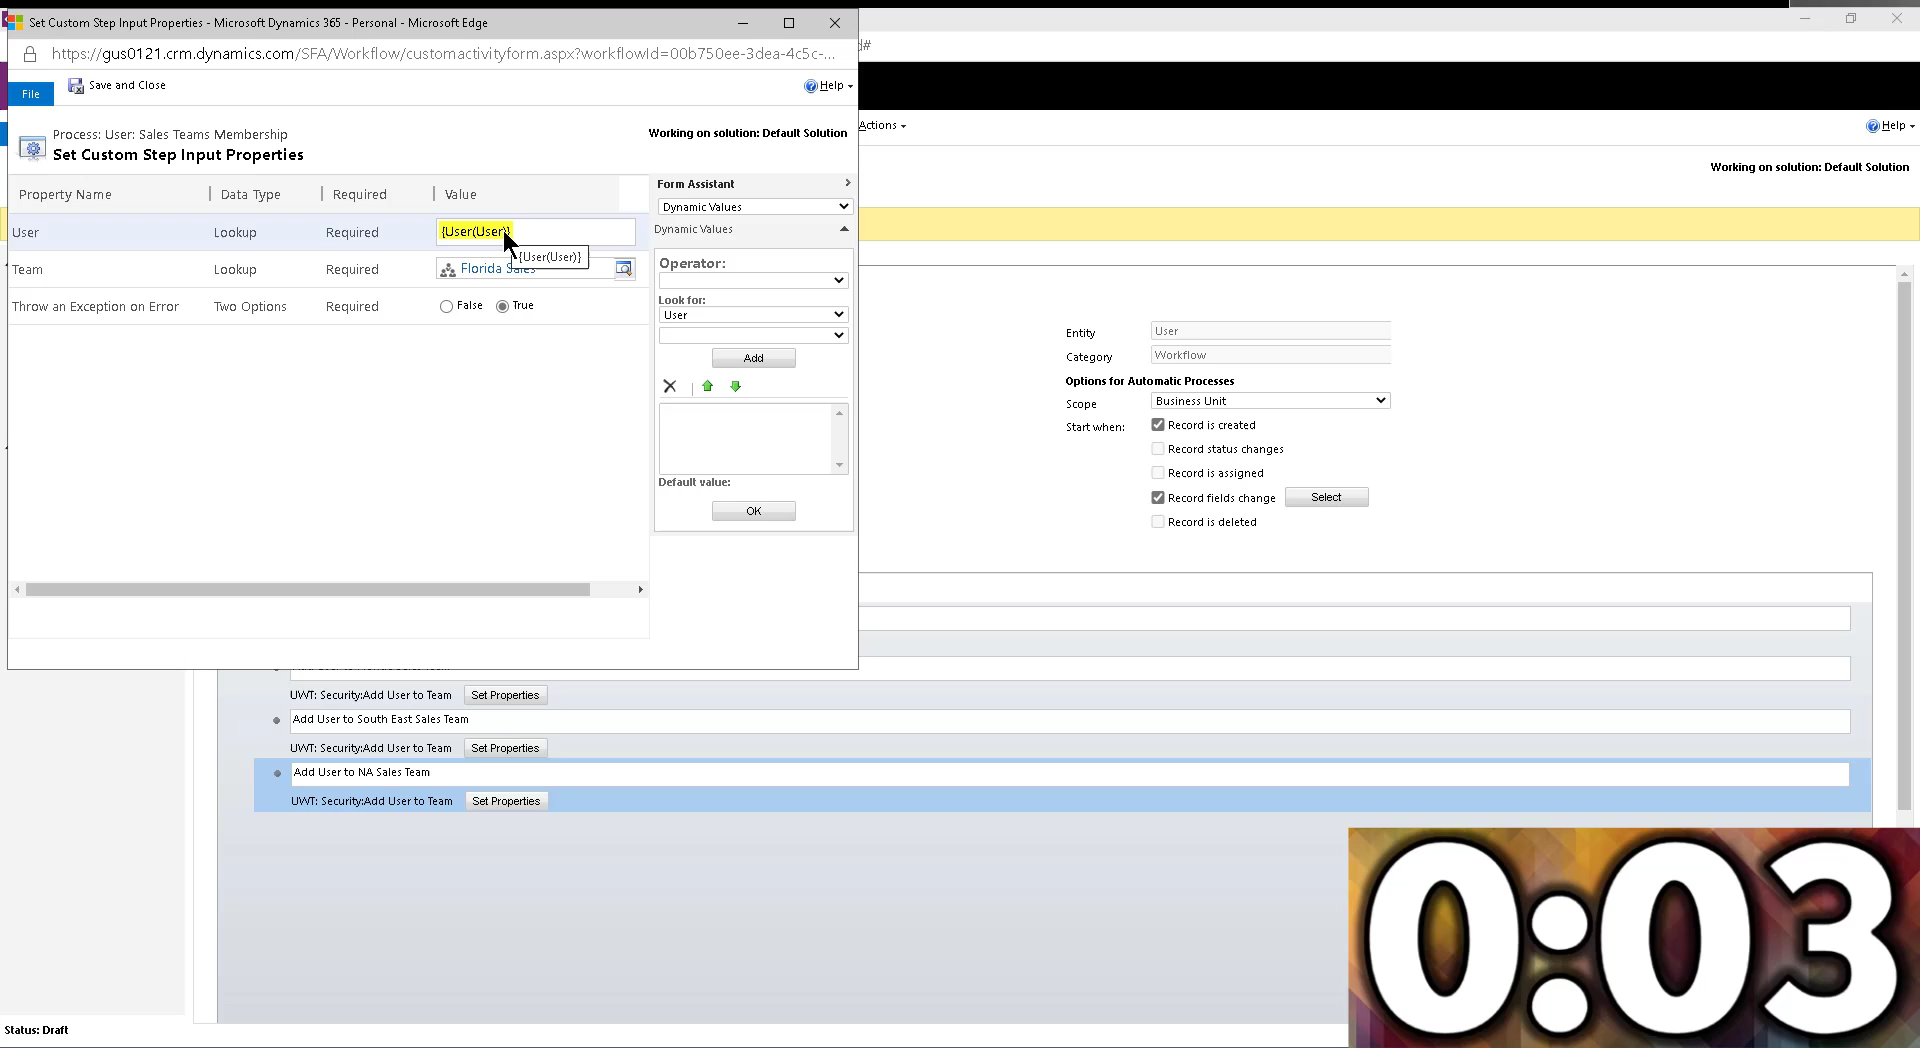 Set Custom Step Input Properties - Microsoft Dynamics 365 - Personal - Microsoft Edge
https://gus0121.crm.dynamics.com/SFA/Workflow/customactivityform.aspx?workflowId=00b750ee-3dea-4c5c-...
d#
File
Save and Close
Help
Process: User: Sales Teams Membership
Set Custom Step Input Properties
Working on solution: Default Solution
Actions
Help
Working on solution: Default Solution
Property Name
Data Type
Required
Value
User
Lookup
Required
{User(User)}
{User(User)}
Team
Lookup
Required
Florida Sales
Throw an Exception on Error
Two Options
Required
False
True
Form Assistant
Dynamic Values
Dynamic Values
Operator:
Look for:
User
Add
Default value:
OK
Entity
User
Category
Workflow
Options for Automatic Processes
Scope
Business Unit
Start when:
Record is created
Record status changes
Record is assigned
Record fields change
Select
Record is deleted
UWT: Security:Add User to Team
Set Properties
Add User to South East Sales Team
UWT: Security:Add User to Team
Set Properties
Add User to NA Sales Team
UWT: Security:Add User to Team
Set Properties
Status: Draft
0:03